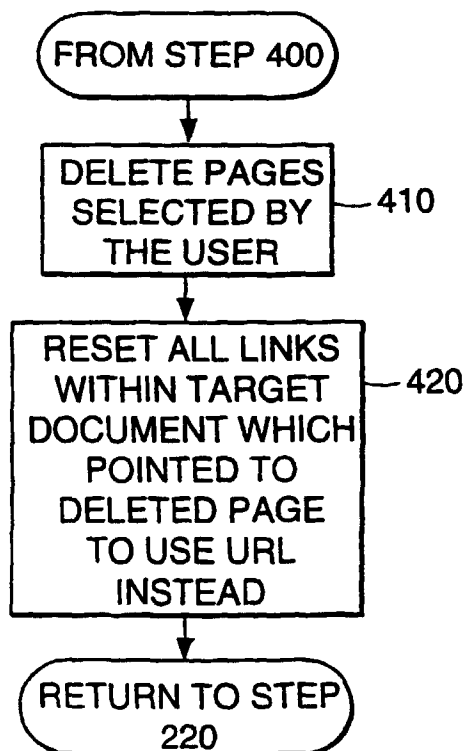 FROM STEP 400
DELETE PAGES
SELECTED BY
THE USER
410
RESET ALL LINKS
WITHIN TARGET
DOCUMENT WHICH
POINTED TO
DELETED PAGE
TO USE URL
INSTEAD
420
RETURN TO STEP
220